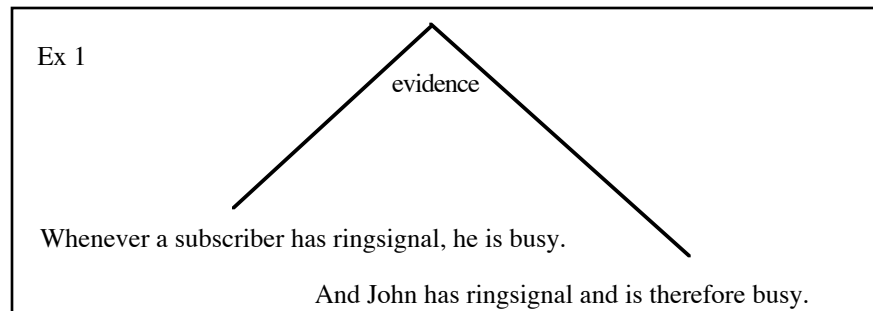 Ex 1
evidence
Whenever a subscriber has ringsignal, he is busy.
And John has ringsignal and is therefore busy.